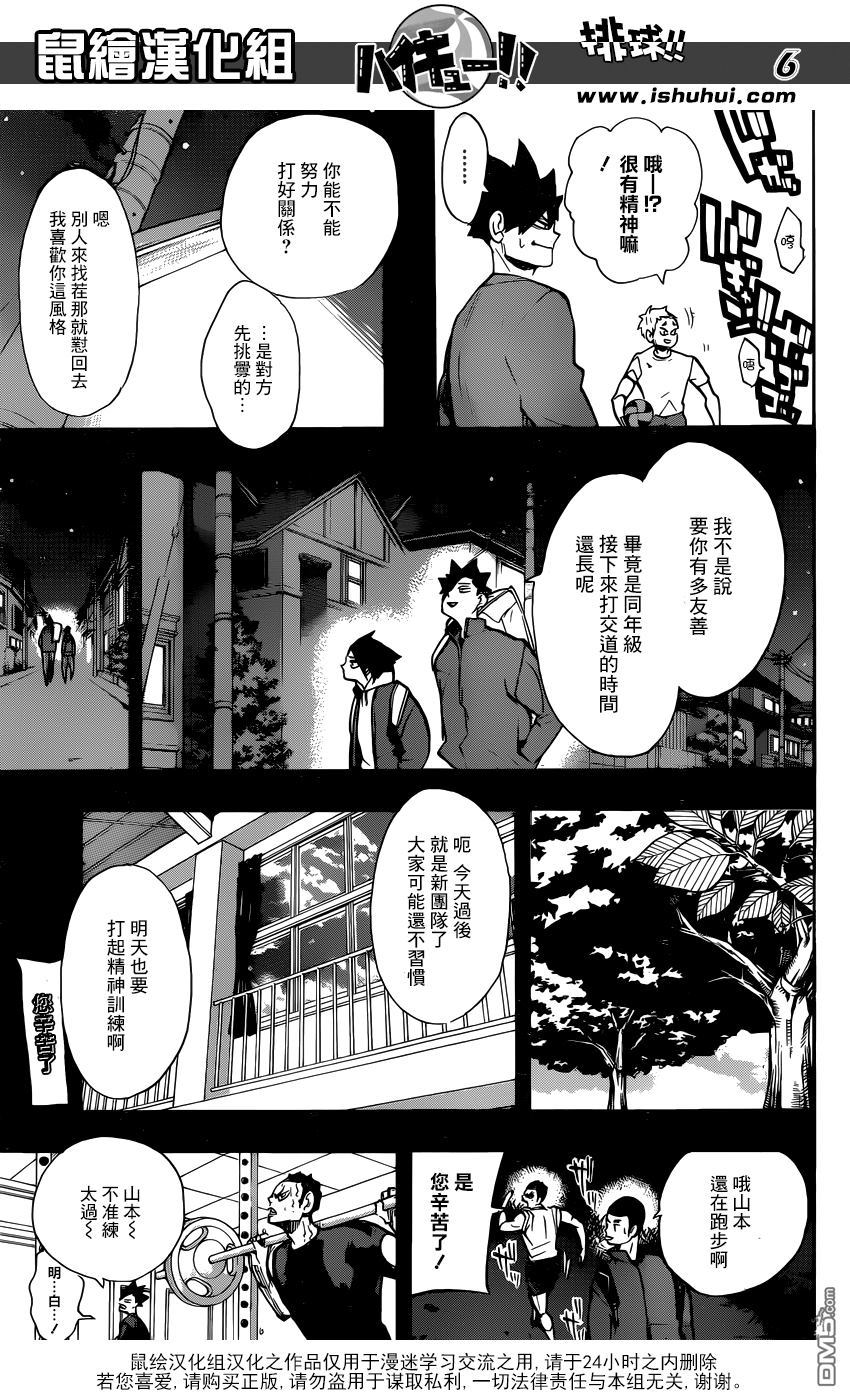 鼠繪漢化組
ハイキュー!!
排球!!
6
www.ishuhui.com
哦—!?
很有精神嘛
!
……
你能不能
努力
打好關係?
…是對方
先挑釁的…
嗯
別人來找茬那就懟回去
我喜歡你這風格
我不是說
要你有多友善
畢竟是同年級
接下來打交道的時間
還長呢
呃 今天過後
就是新團隊了
大家可能還不習慣
明天也要
打起精神訓練啊
您辛苦了
哦山本
還在跑步啊
是
您辛苦了!
山本~
不准練
太過~
明…白…!
DM5.com
鼠绘汉化组汉化之作品仅用于漫迷学习交流之用, 请于24小时之内删除
若您喜爱, 请购买正版, 请勿盗用于谋取私利, 一切法律责任与本组无关, 谢谢。